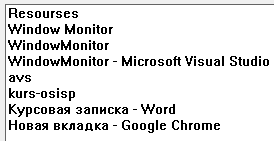 Resourses
Window Monitor
WindowMonitor
WindowMonitor - Microsoft Visual Studio
avs
kurs-osisp
Курсовая записка - Word
Новая вкладка - Google Chrome